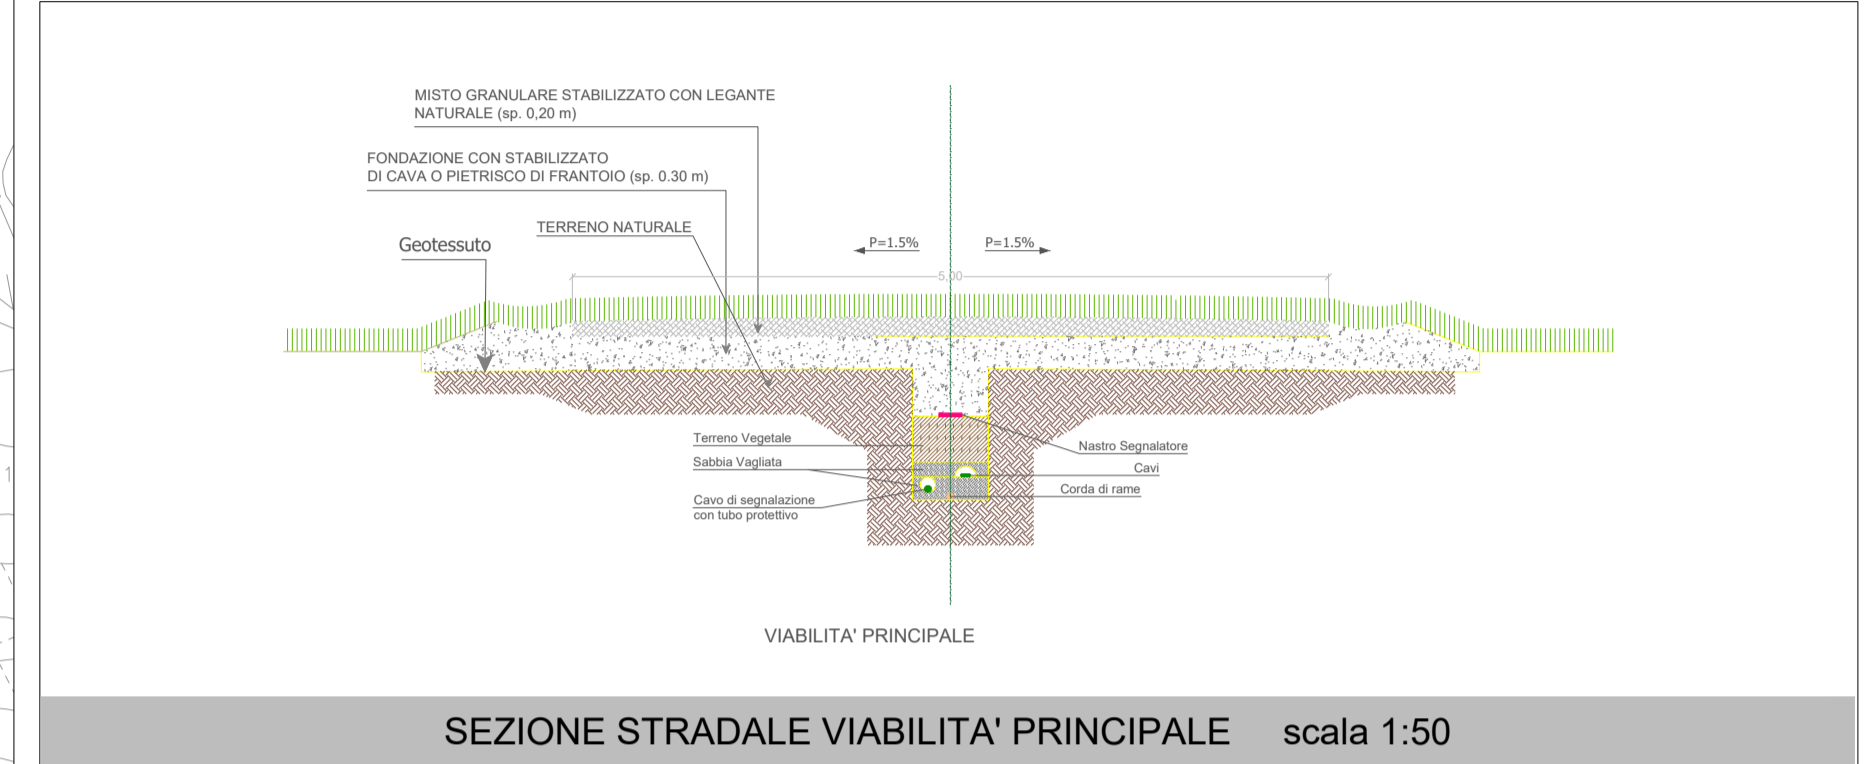 MISTO GRANULARE STABILIZZATO CON LEGANTE
NATURALE (sp. 0,20 m)
FONDAZIONE CON STABILIZZATO
DI CAVA O PIETRISCO DI FRANTOIO (sp. 0.30 m)
TERRENO NATURALE
Geotessuto
P=1.5%
P=1.5%
5,00
Terreno Vegetale
Sabbia Vagliata
Cavo di segnalazione
con tubo protettivo
Nastro Segnalatore
Cavi
Corda di rame
1
VIABILITA' PRINCIPALE
SEZIONE STRADALE VIABILITA' PRINCIPALE scala 1:50